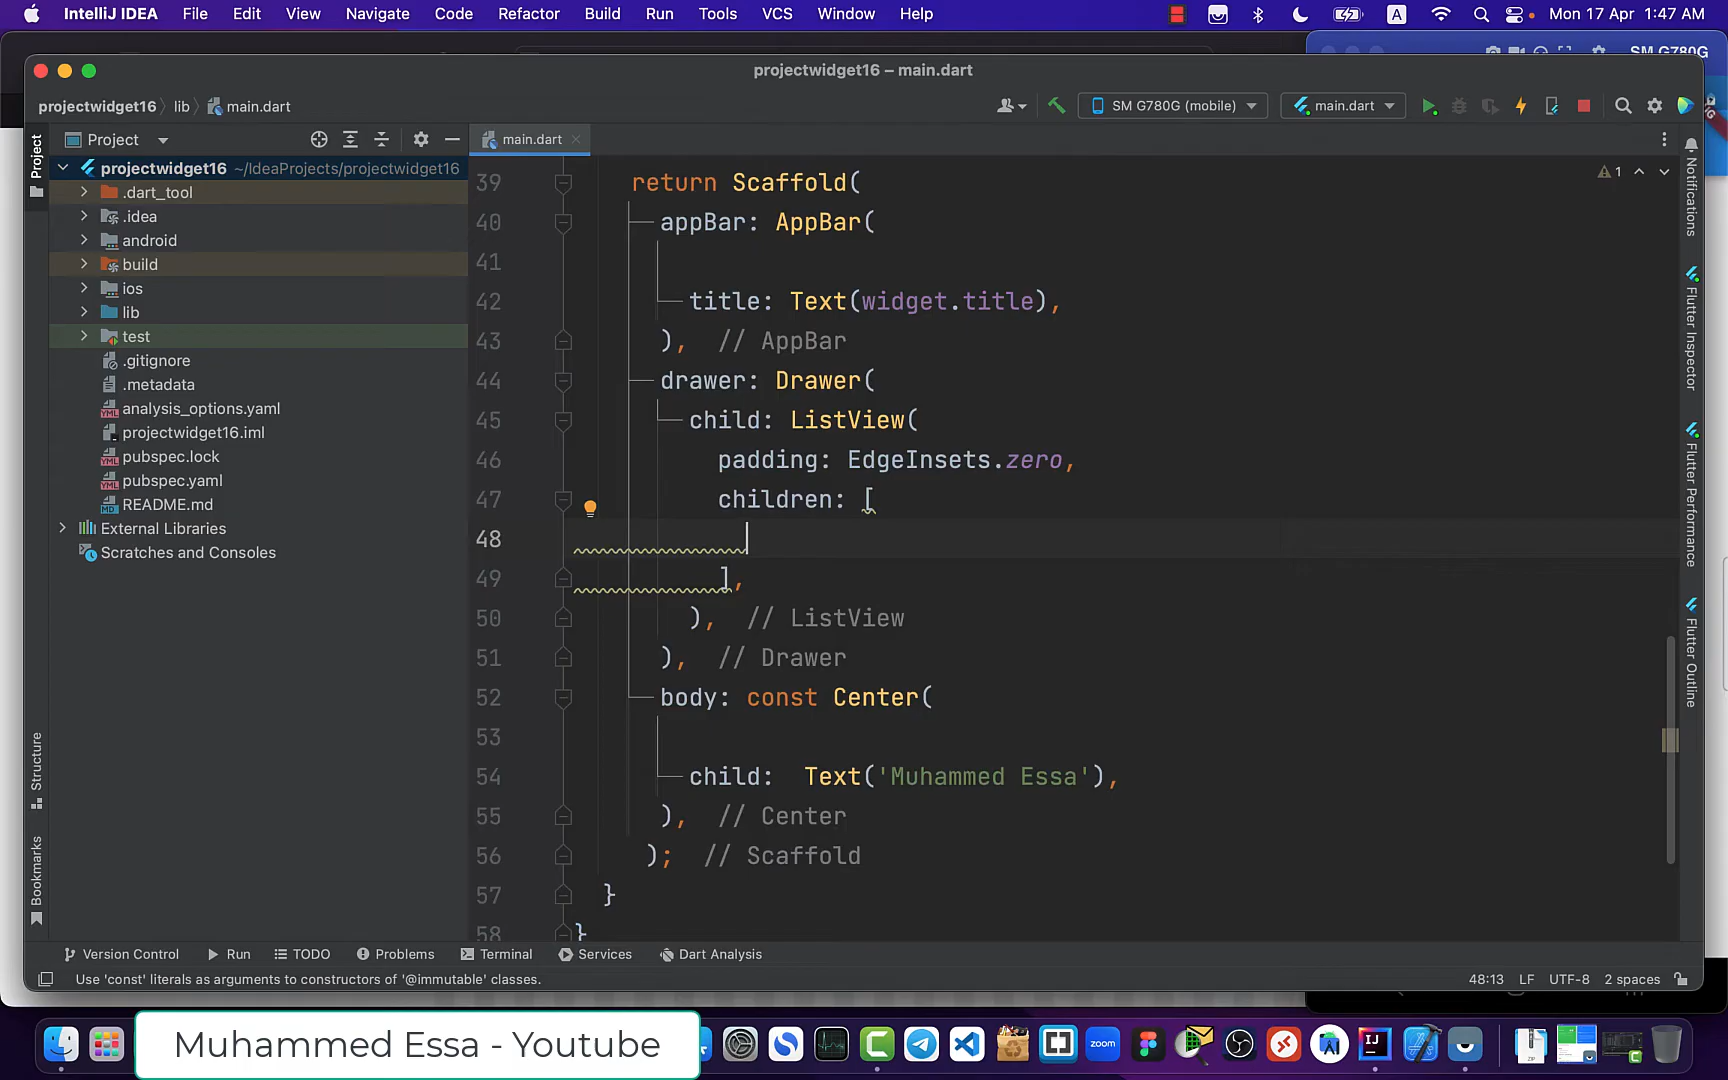 IntelliJ IDEA File Edit View Navigate Code Refactor Build Run Tools VCS Window Help A Mon 17 Apr 1:47 AM
SM G780G
projectwidget16 – main.dart
projectwidget16 lib main.dart SM G780G (mobile) main.dart
Project main.dart
Project
projectwidget16 ~/IdeaProjects/projectwidget16
.dart_tool
.idea
android
build
ios
lib
test
.gitignore
.metadata
analysis_options.yaml
projectwidget16.iml
pubspec.lock
pubspec.yaml
README.md
External Libraries
Scratches and Consoles
Structure
Bookmarks
1
39 return Scaffold(
40 appBar: AppBar(
41
42 title: Text(widget.title),
43 ), // AppBar
44 drawer: Drawer(
45 child: ListView(
46 padding: EdgeInsets.zero,
47 children: [
48
49 ],
50 ), // ListView
51 ), // Drawer
52 body: const Center(
53
54 child: Text('Muhammed Essa'),
55 ), // Center
56 ); // Scaffold
57 }
58 }
Notifications
Flutter Inspector
Flutter Performance
Flutter Outline
Version Control Run TODO Problems Terminal Services Dart Analysis
Use 'const' literals as arguments to constructors of '@immutable' classes. 48:13 LF UTF-8 2 spaces
Muhammed Essa - Youtube
zoom
IJ
ZIP